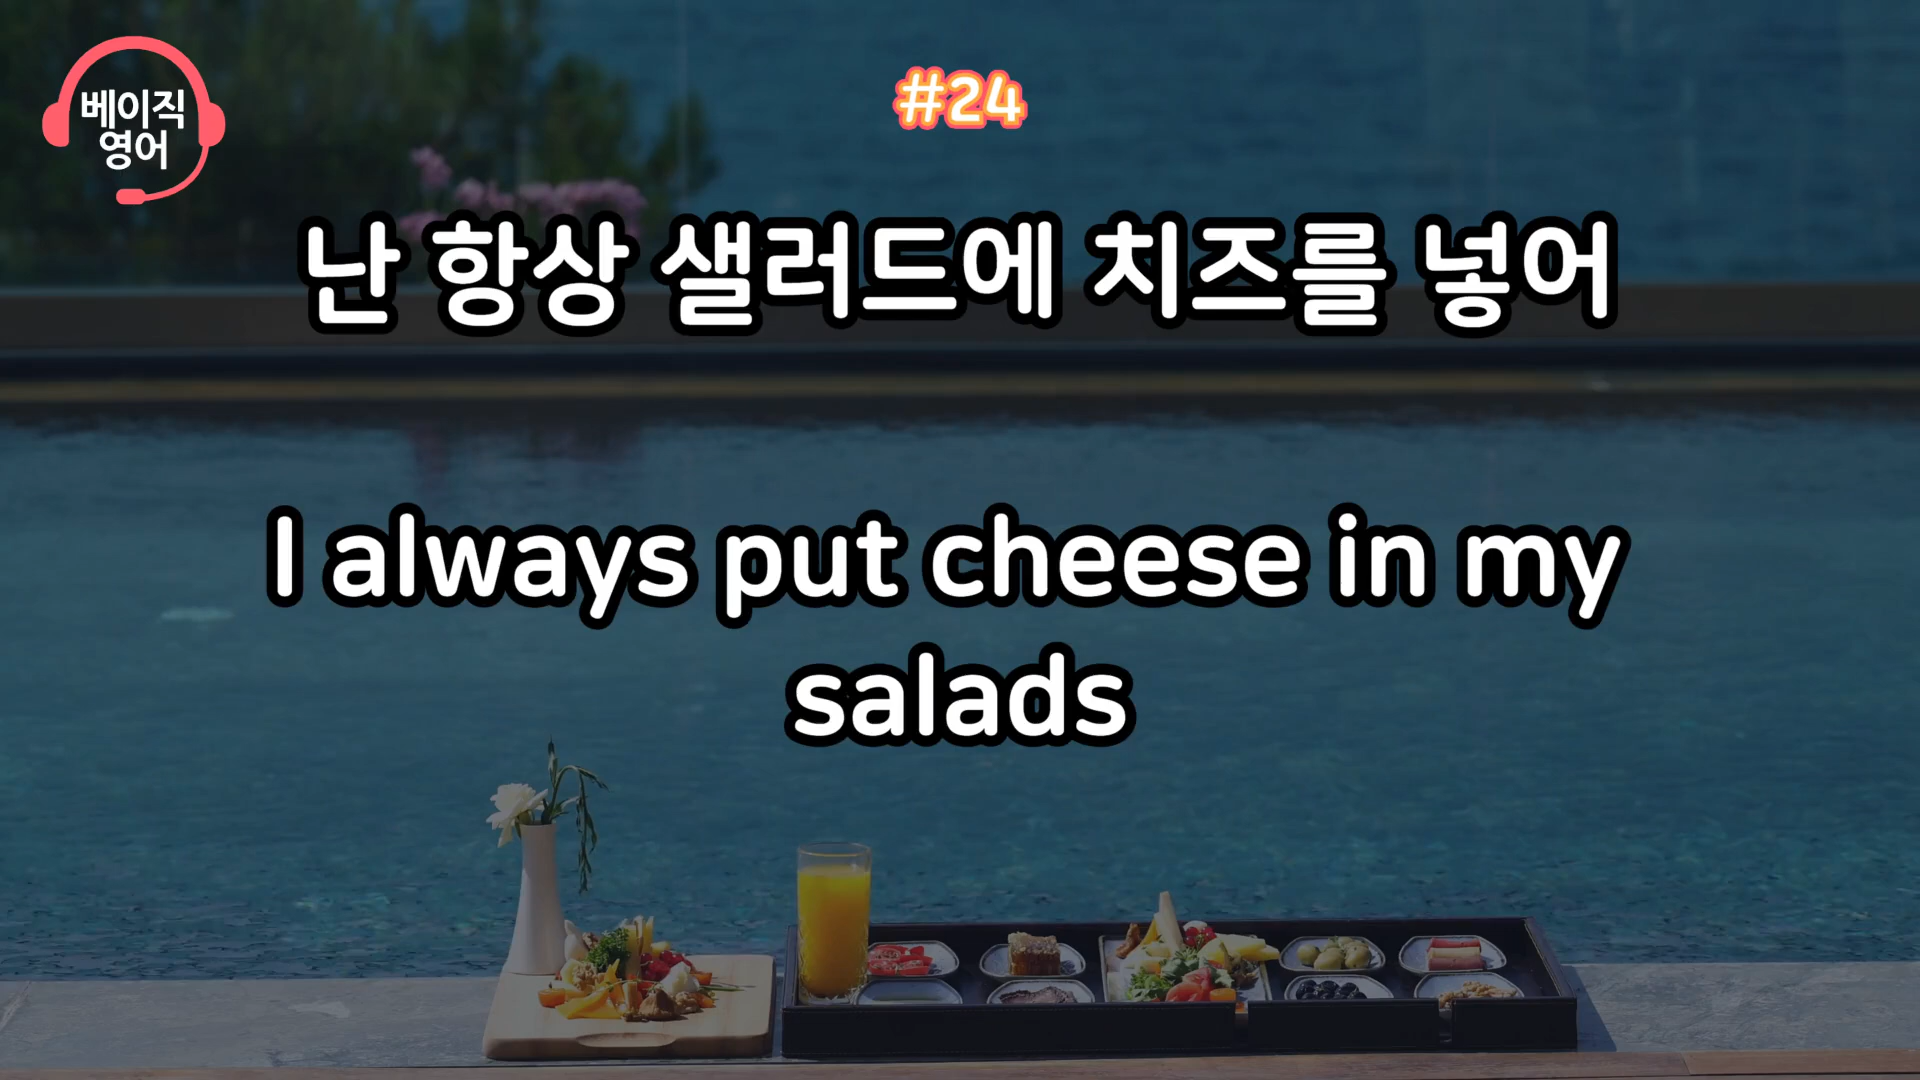 베이직
영어
#24
난 항상 샐러드에 치즈를 넣어
I always put cheese in my
salads